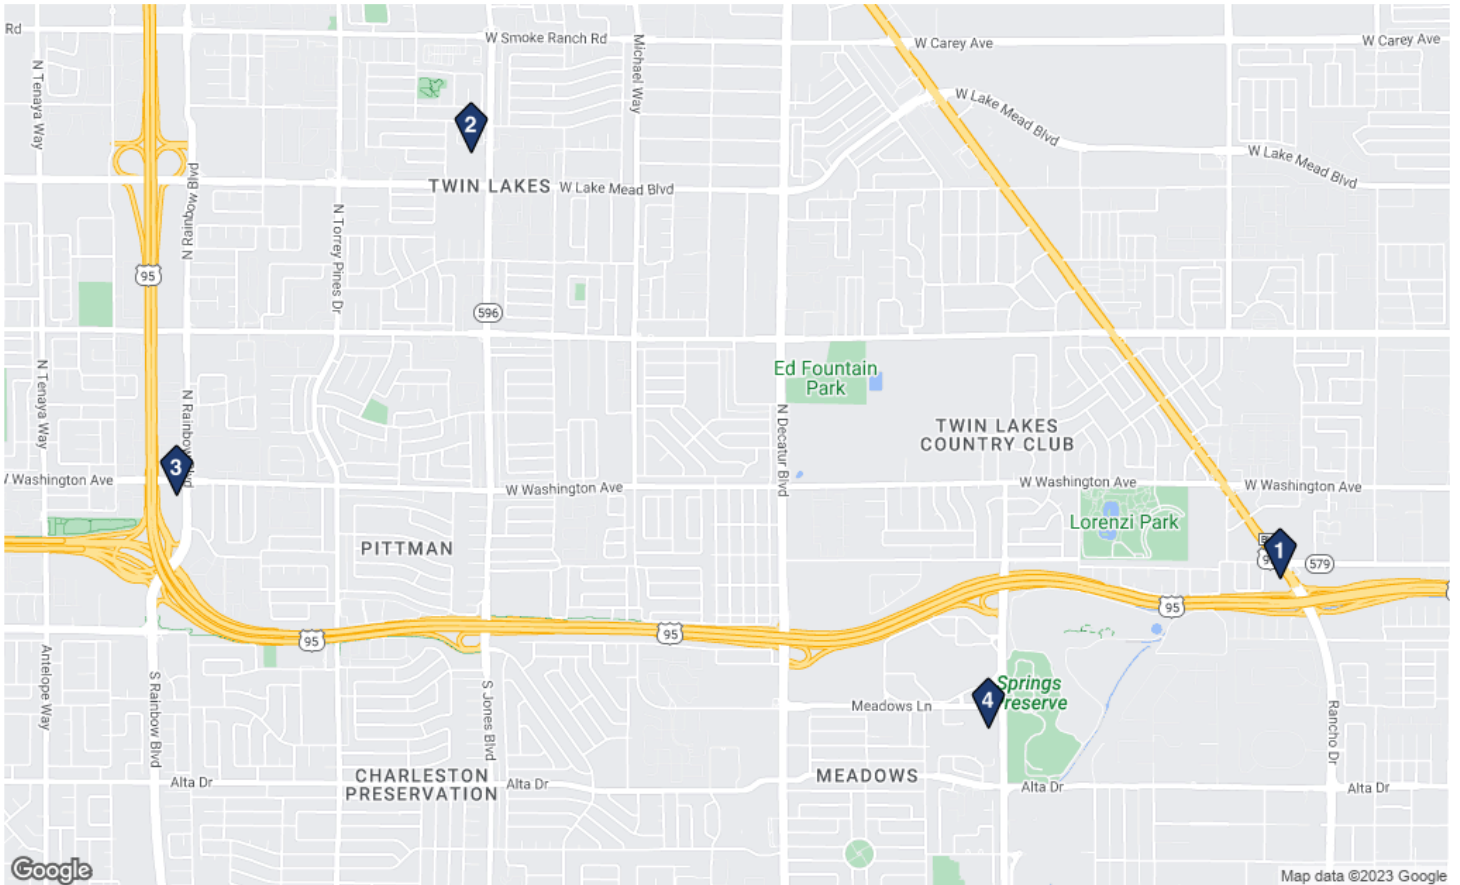 Rd
W Smoke Ranch Rd
W Carey Ave
W Carey Ave
N Tenaya Way
Michael Way
W Lake Mead Blvd
2
W Lake Mead Blvd
N Rainbow Blvd
TWIN LAKES
W Lake Mead Blvd
N Torrey Pines Dr
95
596
Ed Fountain
Park
N Tenaya Way
N Decatur Blvd
TWIN LAKES
COUNTRY CLUB
3
W Washington Ave
W Washington Ave
W Washington Ave
W Washington Ave
Lorenzi Park
PITTMAN
1
579
95
95
95
Antelope Way
S Rainbow Blvd
S Jones Blvd
Springs
4
Meadows Ln
Rancho Dr
CHARLESTON
PRESERVATION
Alta Dr
Alta Dr
MEADOWS
Alta Dr
Alta Dr
Google
Map data ©2023 Google